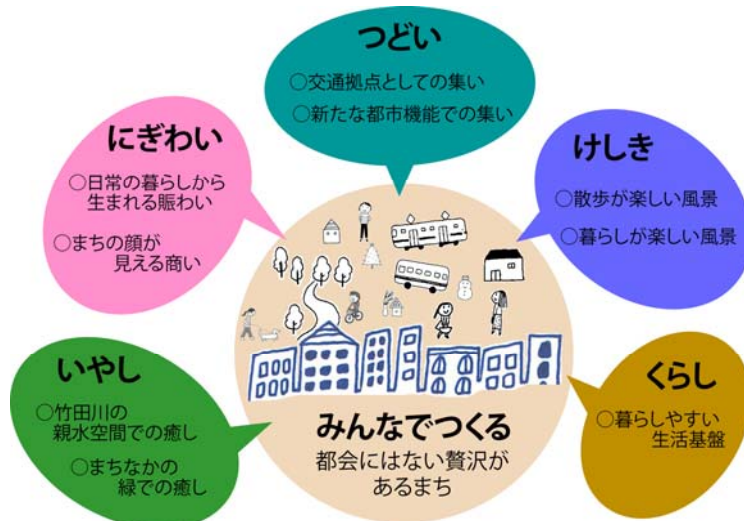 つどい
○交通拠点としての集い
○新たな都市機能での集い
にぎわい
○日常の暮らしから
生まれる賑わい
○まちの顔が
見える商い
けしき
○散歩が楽しい風景
○暮らしが楽しい風景
いやし
○竹田川の
親水空間での癒し
○まちなかの
緑での癒し
くらし
○暮らしやすい
生活基盤
みんなでつくる
都会にはない贅沢が
あるまち